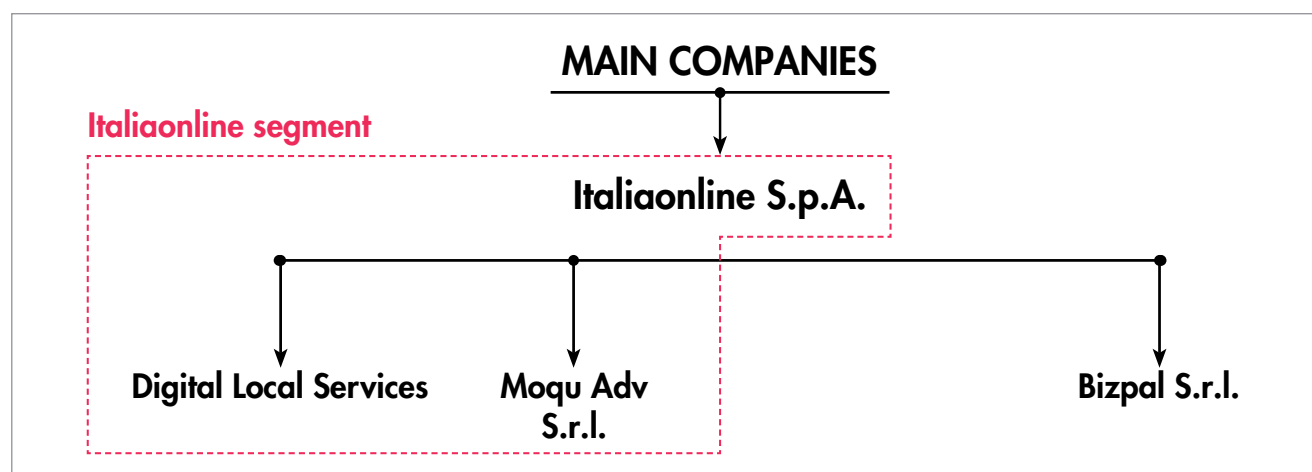 MAIN COMPANIES
Italiaonline segment
Italiaonline S.p.A.
Digital Local Services
Moqu Adv
S.r.l.
Bizpal S.r.l.